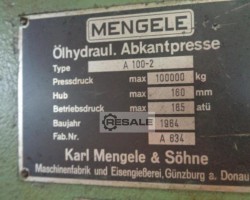 MENGELE
Ölhydraul. Abkantpresse
Type A 100-2
Pressdruck max 100000 kg
Hub max 160 mm
Betriebsdruck max 185 atü
Baujahr 1964
RESALE
Fab.Nr. A 634
Karl Mengele & Söhne
Maschinenfabrik und Eisengießerei, Günzburg a. Donau